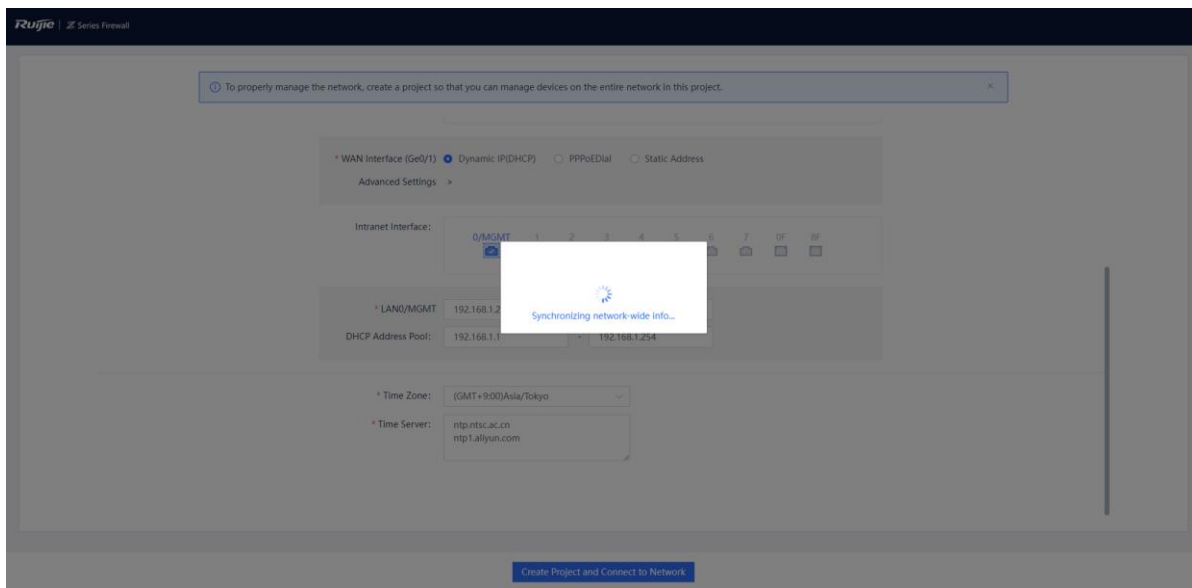 Ruijie | Z Series Firewall
To properly manage the network, create a project so that you can manage devices on the entire network in this project.
* WAN Interface (Ge0/1) Dynamic IP(DHCP) PPPoEDial Static Address
Advanced Settings >
Intranet Interface:
0/MGMT 1 2 3 4 5 6 7 0F 8F
* LAN0/MGMT 192.168.1.2
Synchronizing network-wide info...
DHCP Address Pool: 192.168.1.1 - 192.168.1.254
* Time Zone: (GMT+9:00)Asia/Tokyo
* Time Server: ntp.ntsc.ac.cn
ntp1.aliyun.com
Create Project and Connect to Network